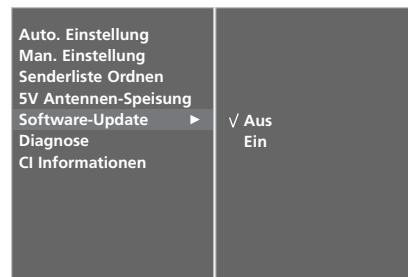 Auto. Einstellung
Man. Einstellung
Senderliste Ordnen
5V Antennen-Speisung
Software-Update ►
Diagnose
CI Informationen
√ Aus
Ein